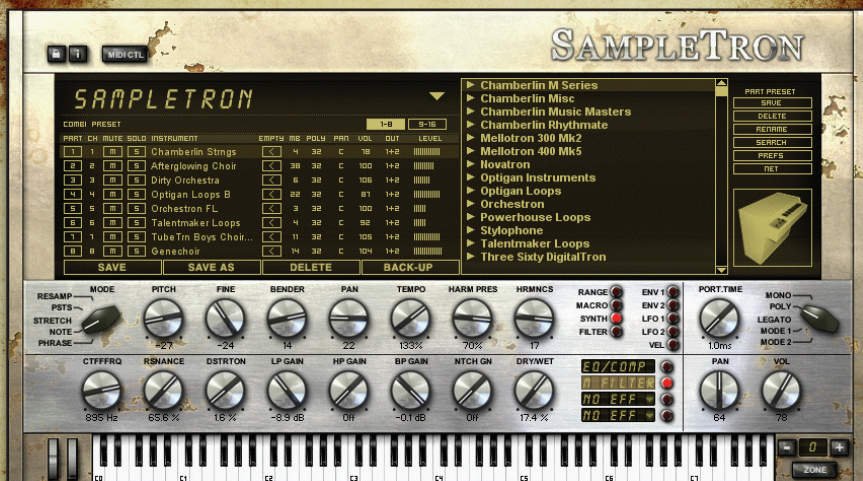 MIDI CTL
SAMPLETRON
SAMPLETRON
COMBI PRESET 1-8 9-16
PART CH MUTE SOLO INSTRUMENT EMPTY MB POLY PAN VOL OUT LEVEL
1 1 M S Chamberlin Strngs < 4 32 C 78 1+2
2 2 M S Afterglowing Choir < 38 32 C 100 1+2
3 3 M S Dirty Orchestra < 6 32 C 106 1+2
4 4 M S Optigan Loops B < 22 32 C 87 1+2
5 5 M S Orchestron FL < 3 32 C 100 1+2
6 6 M S Talentmaker Loops < 4 32 C 92 1+2
7 7 M S TubeTrn Boys Choir... < 11 32 C 105 1+2
8 8 M S Genechoir < 14 32 C 104 1+2
SAVE SAVE AS DELETE BACK-UP
Chamberlin M Series
Chamberlin Misc
Chamberlin Music Masters
Chamberlin Rhythmate
Mellotron 300 Mk2
Mellotron 400 Mk5
Novatron
Optigan Instruments
Optigan Loops
Orchestron
Powerhouse Loops
Stylophone
Talentmaker Loops
Three Sixty DigitalTron
PART PRESET
SAVE
DELETE
RENAME
SEARCH
PREFS
NET
MODE
RESAMP
PSTS
STRETCH
NOTE
PHRASE
PITCH FINE BENDER PAN TEMPO HARM PRES HRMNCS
-27 -24 14 22 133% 70% 17
RANGE ENV 1
MACRO ENV 2
SYNTH LFO 1
FILTER LFO 2
VEL
PORT.TIME
1.0ms
MONO
POLY
LEGATO
MODE 1
MODE 2
CTFFFRQ RSNANCE DSTRTON LP GAIN HP GAIN BP GAIN NTCH GN DRY/WET
895 Hz 65.6 % 1.6 % -8.9 dB Off -0.1 dB Off 17.4 %
EQ/COMP
M FILTER
NO EFF
NO EFF
PAN VOL
64 78
- 0 +
ZONE
C0 C1 C2 C3 C4 C5 C6 C7